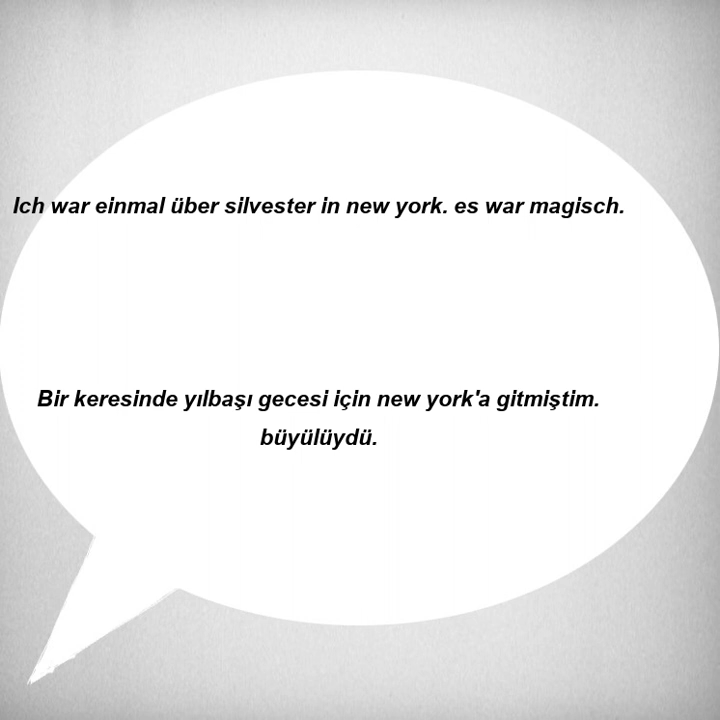 Ich war einmal über silvester in new york. es war magisch.
Bir keresinde yılbaşı gecesi için new york'a gitmiştim.
büyülüydü.